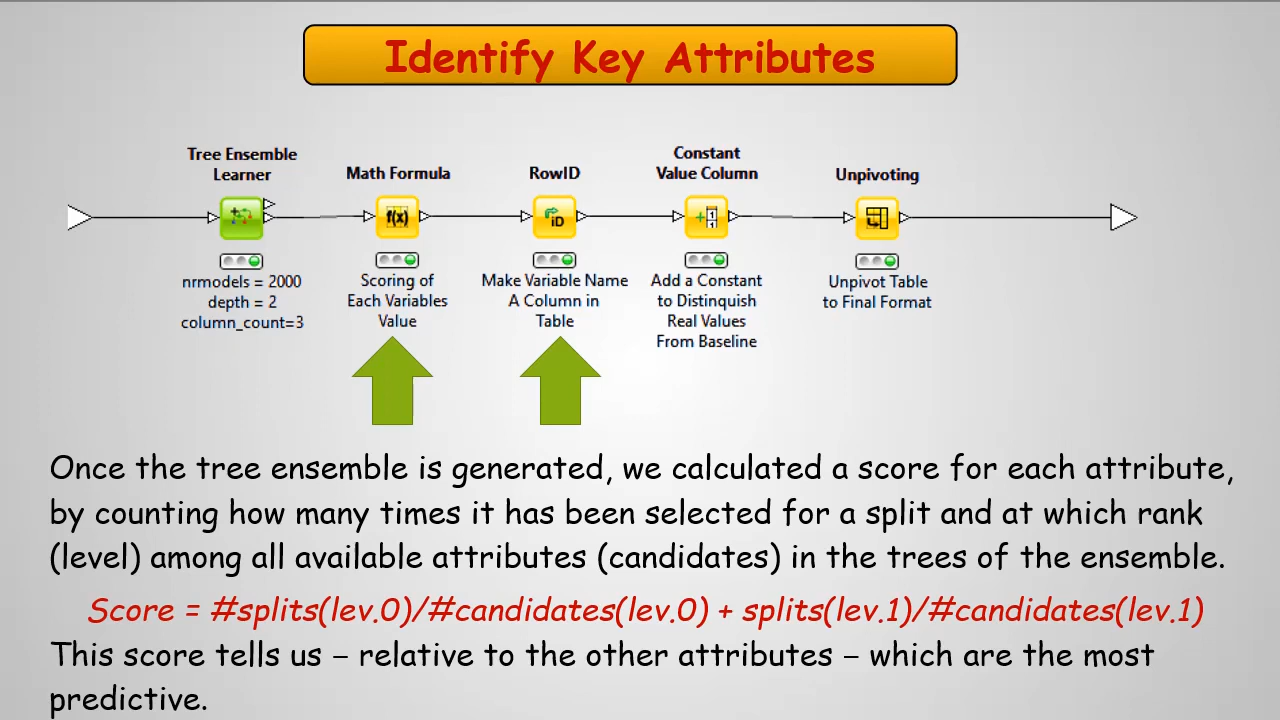 Identify Key Attributes
Tree Ensemble
Learner
Math Formula
RowID
Constant
Value Column
Unpivoting
f(x)
iD
1
1
nrmodels = 2000
depth = 2
column_count=3
Scoring of
Each Variables
Value
Make Variable Name
A Column in
Table
Add a Constant
to Distinquish
Real Values
From Baseline
Unpivot Table
to Final Format
Once the tree ensemble is generated, we calculated a score for each attribute,
by counting how many times it has been selected for a split and at which rank
(level) among all available attributes (candidates) in the trees of the ensemble.
Score = #splits(lev.0)/#candidates(lev.0) + splits(lev.1)/#candidates(lev.1)
This score tells us – relative to the other attributes – which are the most
predictive.